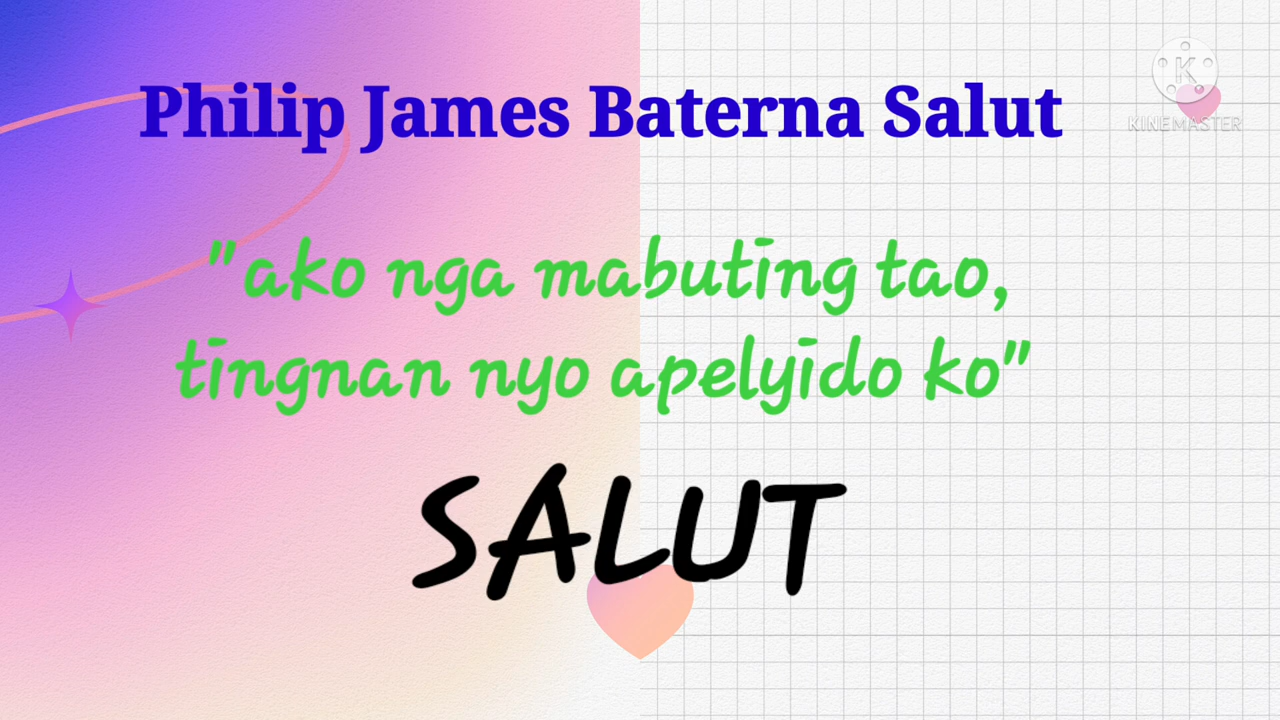 Philip James Baterna Salut
K
KINEMASTER
"ako nga mabuting tao,
tingnan nyo apelyido ko"
SALUT